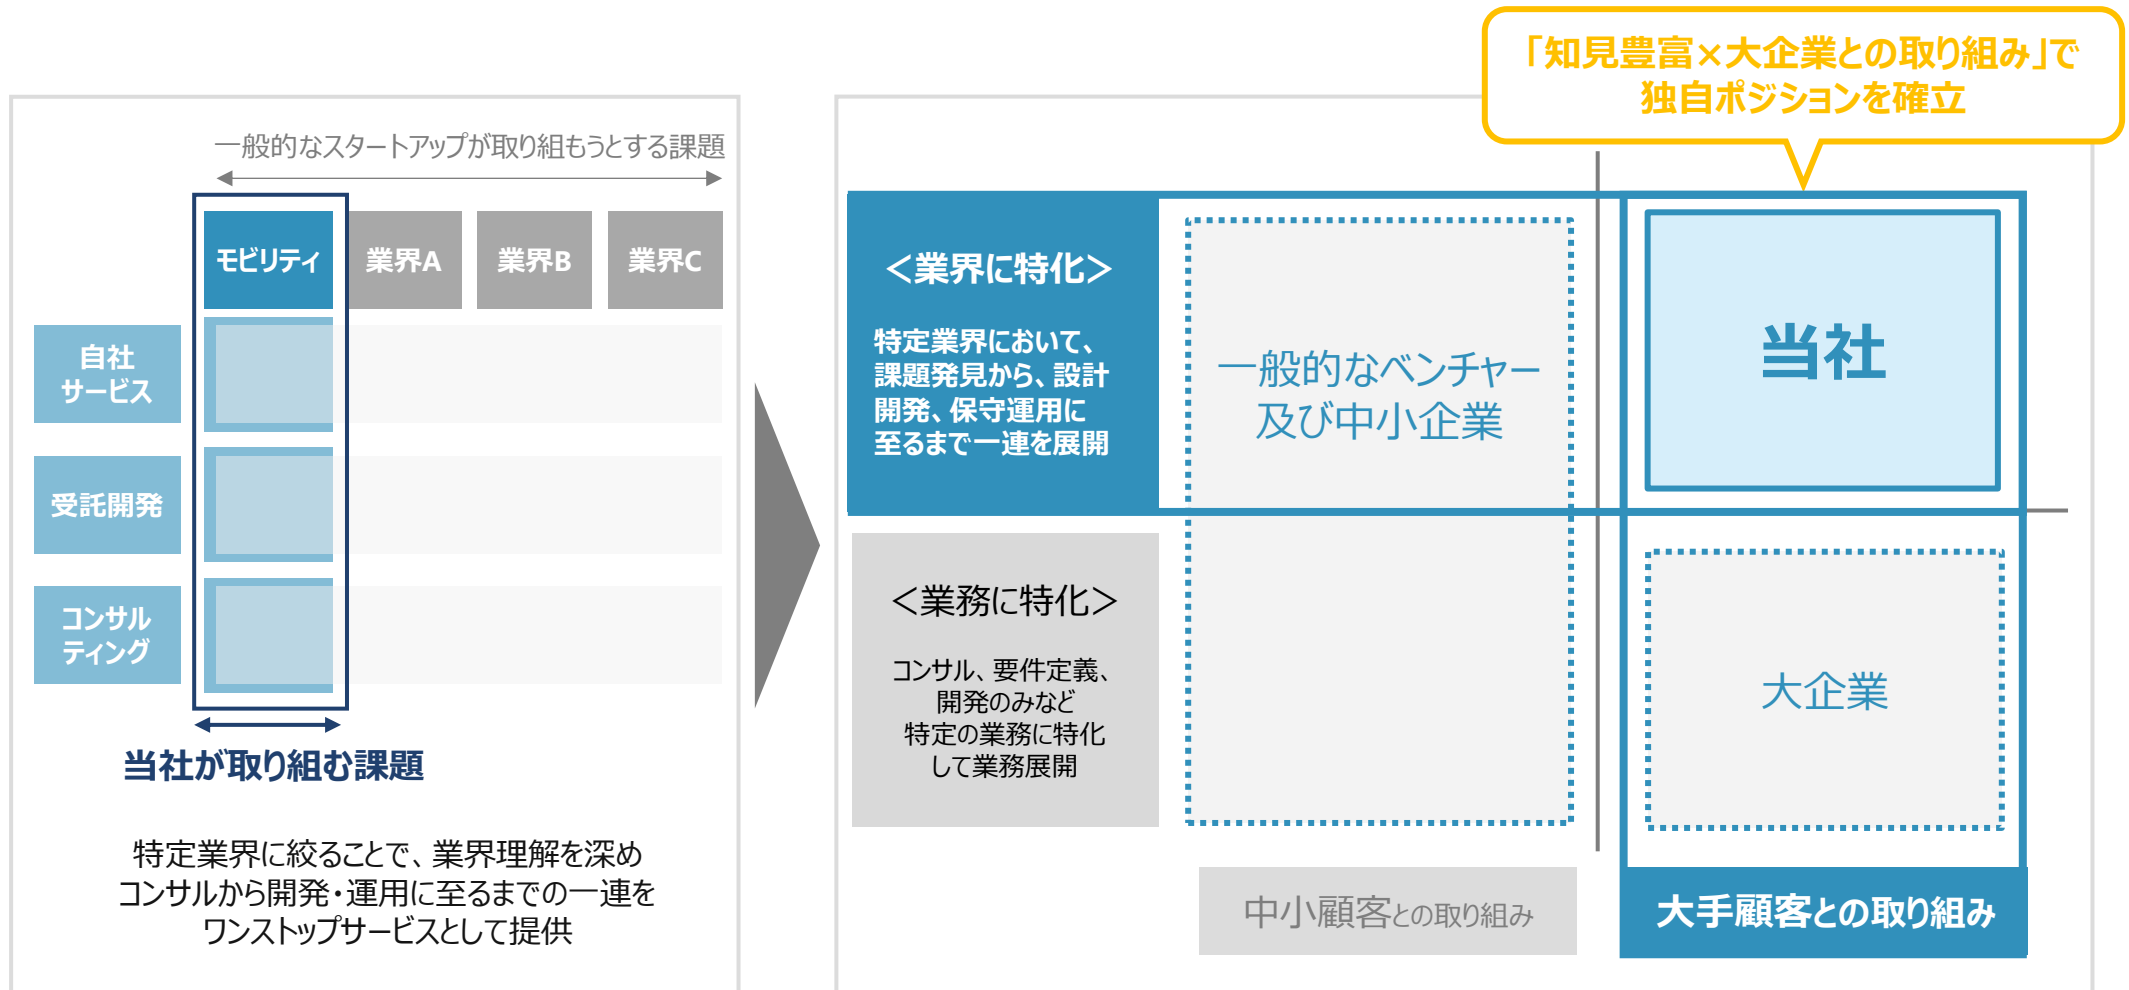 一般的なスタートアップが取り組もうとする課題
モビリティ
業界A
業界B
業界C
自社
サービス
受託開発
コンサル
ティング
当社が取り組む課題
特定業界に絞ることで、業界理解を深め
コンサルから開発・運用に至るまでの一連を
ワンストップサービスとして提供
「知見豊富×大企業との取り組み」で
独自ポジションを確立
＜業界に特化＞
特定業界において、
課題発見から、設計
開発、保守運用に
至るまで一連を展開
一般的なベンチャー
及び中小企業
当社
＜業務に特化＞
コンサル、要件定義、
開発のみなど
特定の業務に特化
して業務展開
大企業
中小顧客との取り組み
大手顧客との取り組み